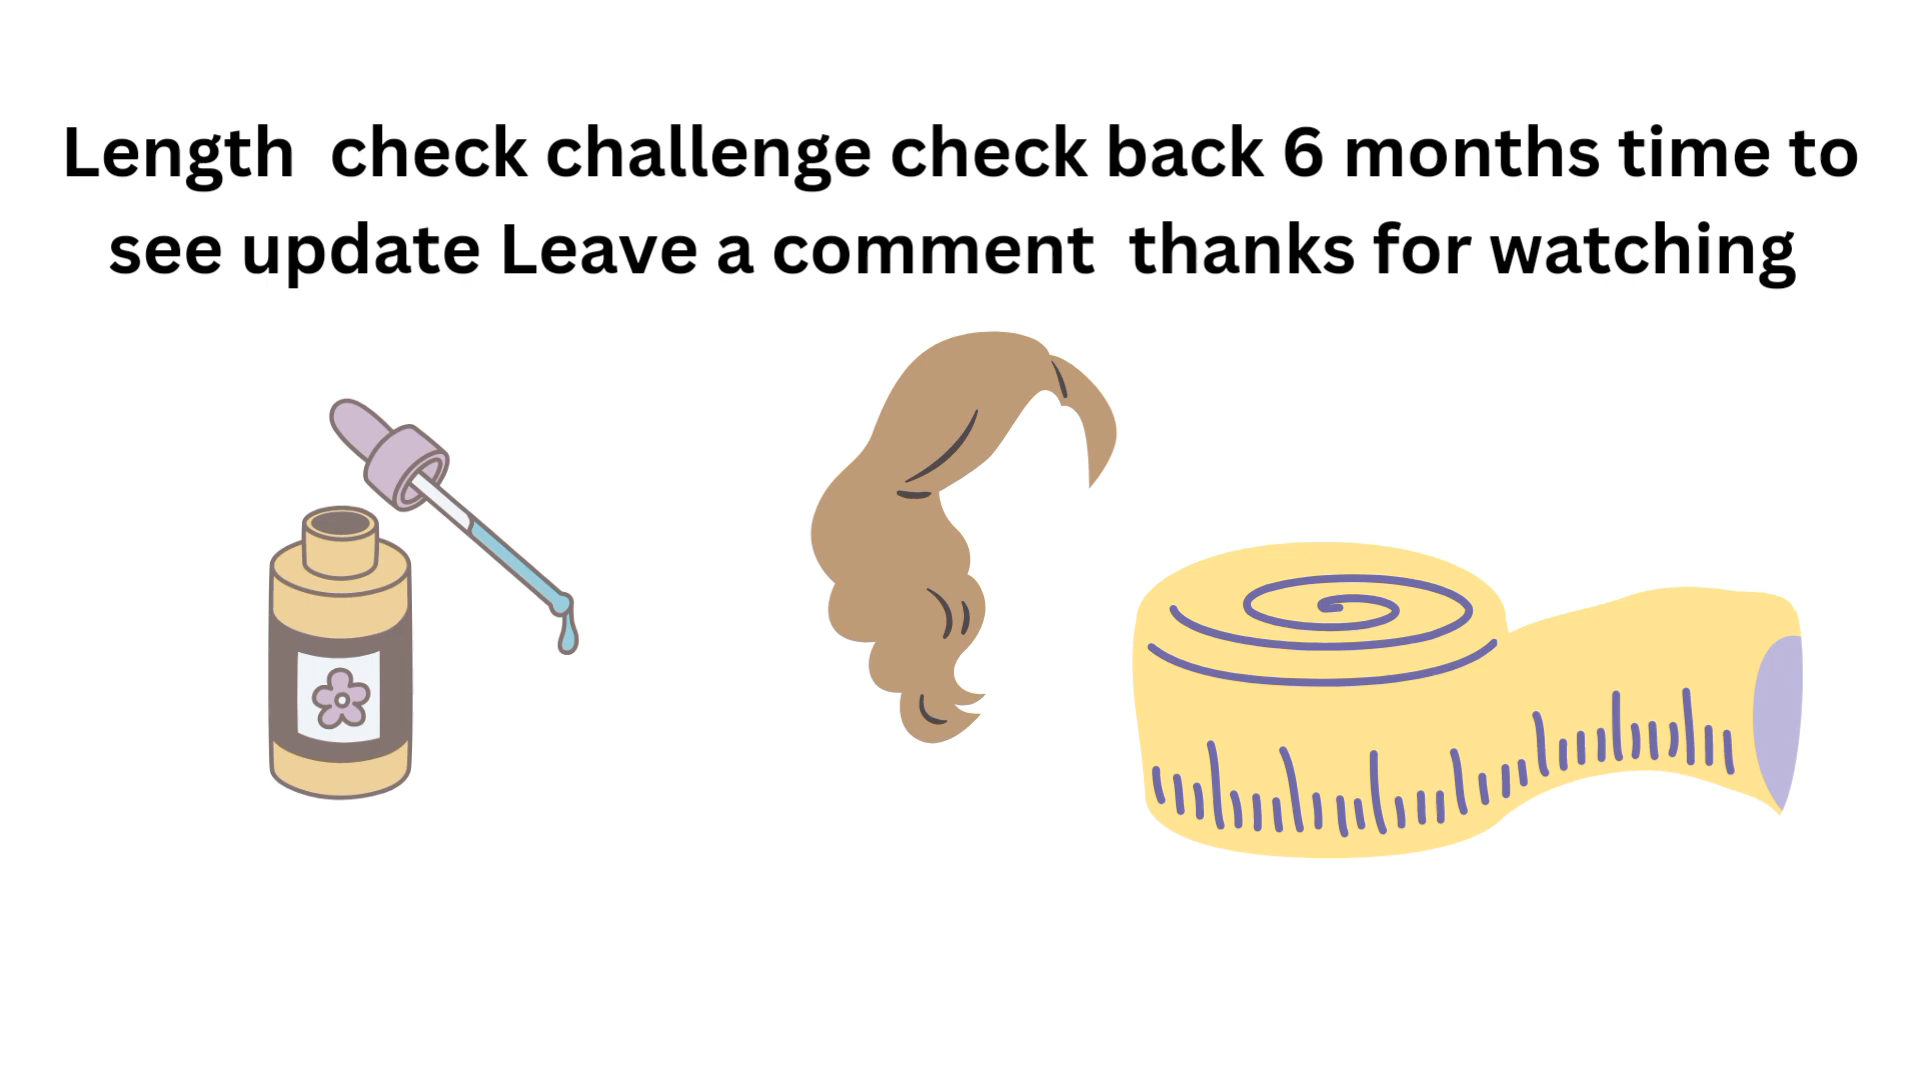 Length  check challenge check back 6 months time to
see update Leave a comment  thanks for watching